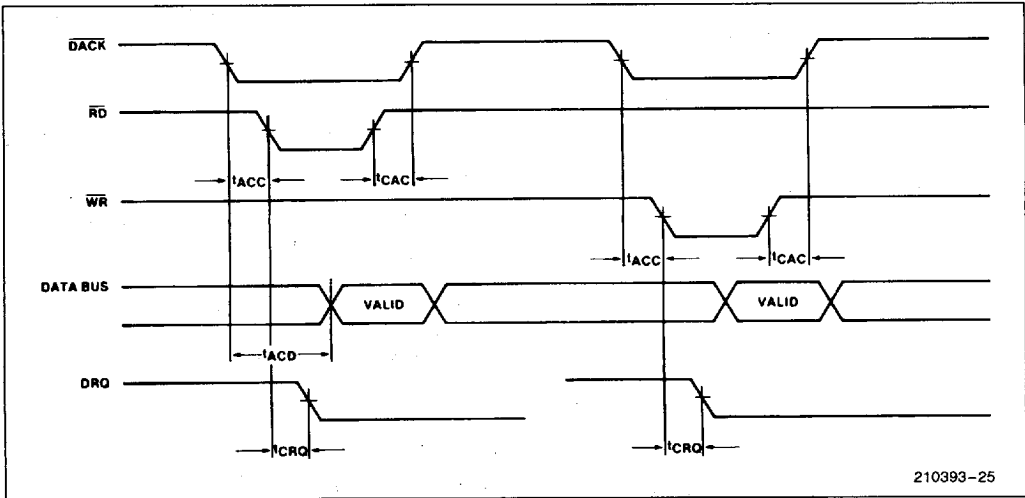 DACK
RD
tACC
tCAC
WR
tACC
tCAC
DATA BUS
VALID
VALID
tACD
DRQ
tCRQ
tCRQ
210393-25